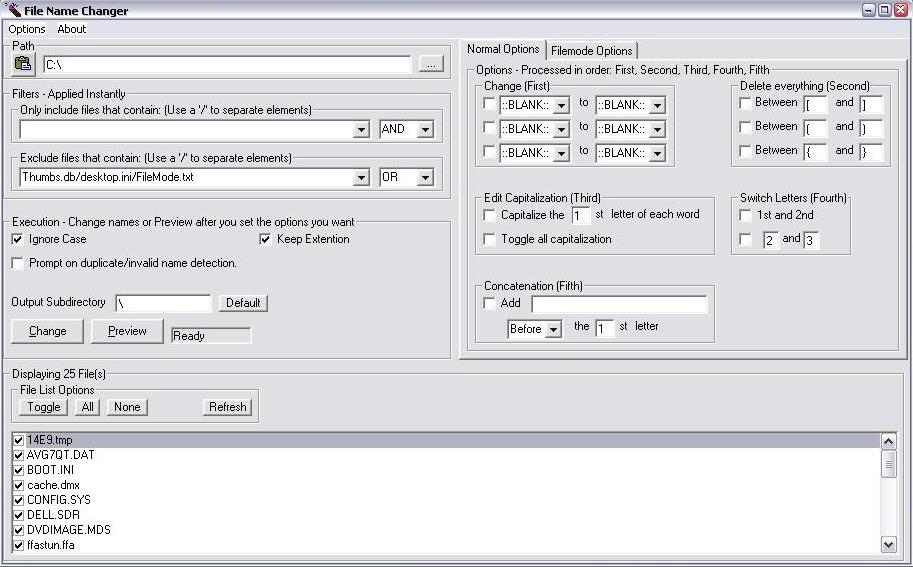 File Name Changer
Options About
Path
C:\
...
Filters - Applied Instantly
Only include files that contain: (Use a '/' to separate elements)
AND
Exclude files that contain: (Use a '/' to separate elements)
Thumbs.db/desktop.ini/FileMode.txt OR
Execution - Change names or Preview after you set the options you want
Ignore Case Keep Extention
Prompt on duplicate/invalid name detection.
Output Subdirectory \ Default
Change Preview Ready
Normal Options Filemode Options
Options - Processed in order: First, Second, Third, Fourth, Fifth
Change (First)
::BLANK:: to ::BLANK::
::BLANK:: to ::BLANK::
::BLANK:: to ::BLANK::
Delete everything (Second)
Between [ and ]
Between ( and )
Between { and }
Edit Capitalization (Third)
Capitalize the 1 st letter of each word
Toggle all capitalization
Switch Letters (Fourth)
1st and 2nd
2 and 3
Concatenation (Fifth)
Add
Before the 1 st letter
Displaying 25 File(s)
File List Options
Toggle All None Refresh
14E9.tmp
AVG7QT.DAT
BOOT.INI
cache.dmx
CONFIG.SYS
DELL.SDR
DVDIMAGE.MDS
ffastun.ffa